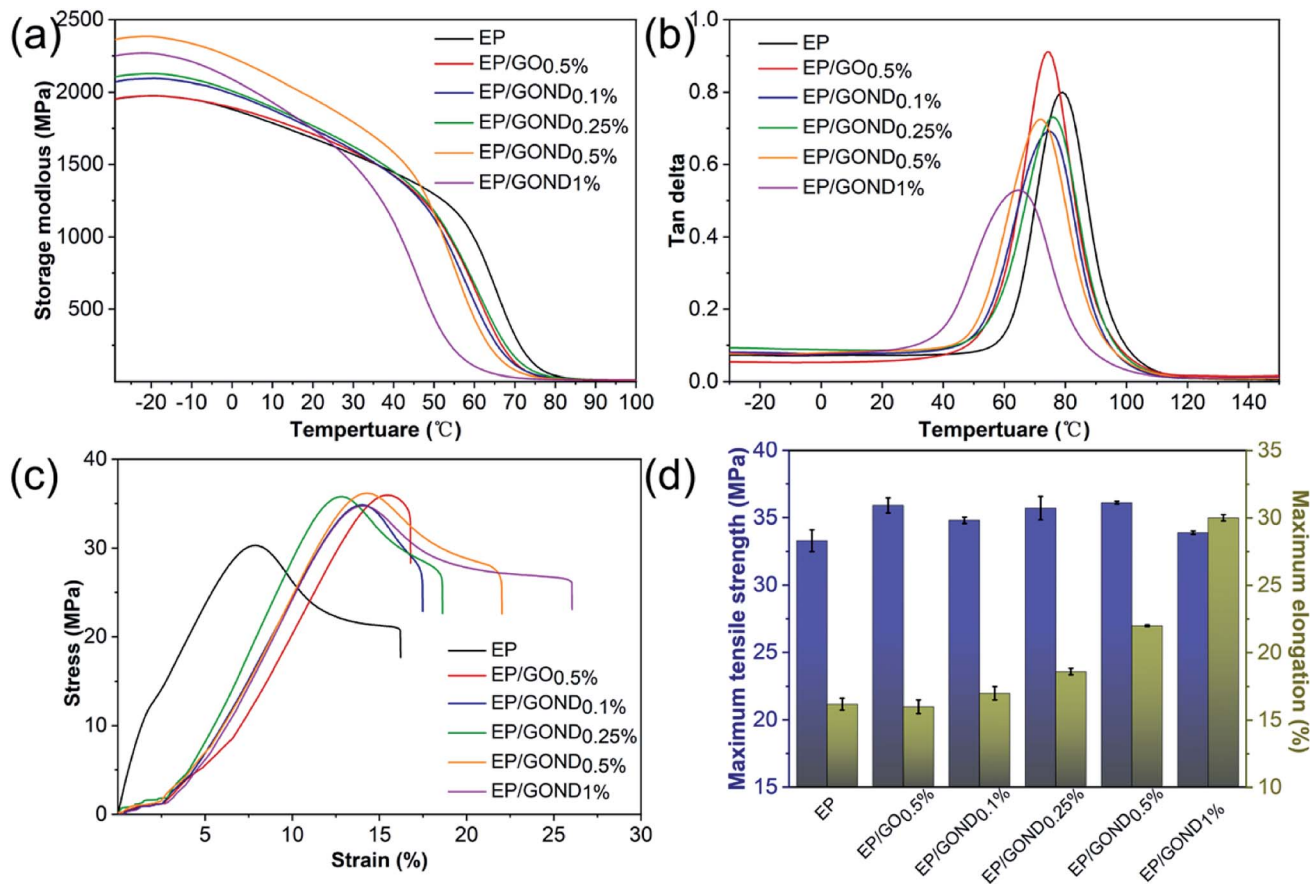 (a)
2500
2000
1500
1000
500
Storage modlous (MPa)
-20 -10 0 10 20 30 40 50 60 70 80 90 100
Tempertuare (℃)
EP
EP/GO0.5%
EP/GOND0.1%
EP/GOND0.25%
EP/GOND0.5%
EP/GOND1%
(b)
1.0
0.8
0.6
0.4
0.2
0.0
Tan delta
-20 0 20 40 60 80 100 120 140
Tempertuare (℃)
EP
EP/GO0.5%
EP/GOND0.1%
EP/GOND0.25%
EP/GOND0.5%
EP/GOND1%
(c)
40
30
20
10
0
Stress (MPa)
5 10 15 20 25 30
Strain (%)
EP
EP/GO0.5%
EP/GOND0.1%
EP/GOND0.25%
EP/GOND0.5%
EP/GOND1%
(d)
40
35
30
25
20
15
Maximum tensile strength (MPa)
35
30
25
20
15
10
Maximum elongation (%)
EP
EP/GO0.5%
EP/GOND0.1%
EP/GOND0.25%
EP/GOND0.5%
EP/GOND1%